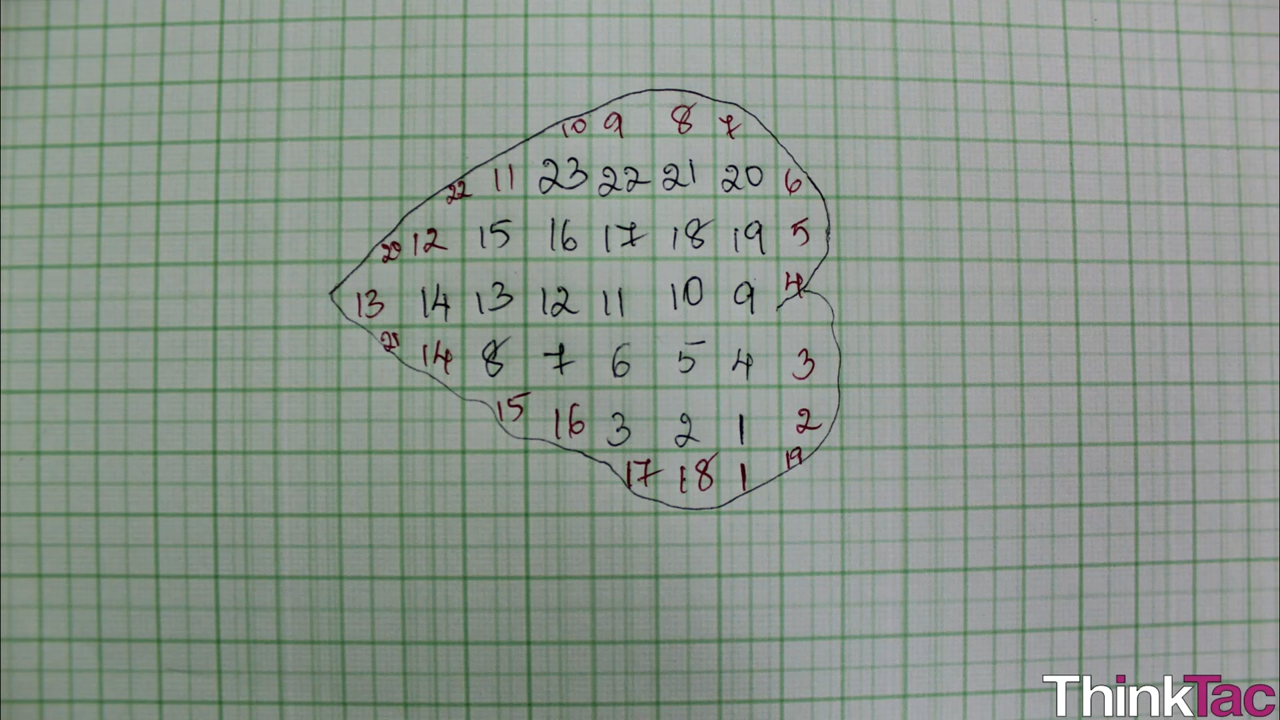 10 9 8 7
22 11 23 22 21 20 6
20 12 15 16 17 18 19 5
13 14 13 12 11 10 9 4
21 14 8 7 6 5 4 3
15 16 3 2 1 2
17 18 1 19
ThinkTac